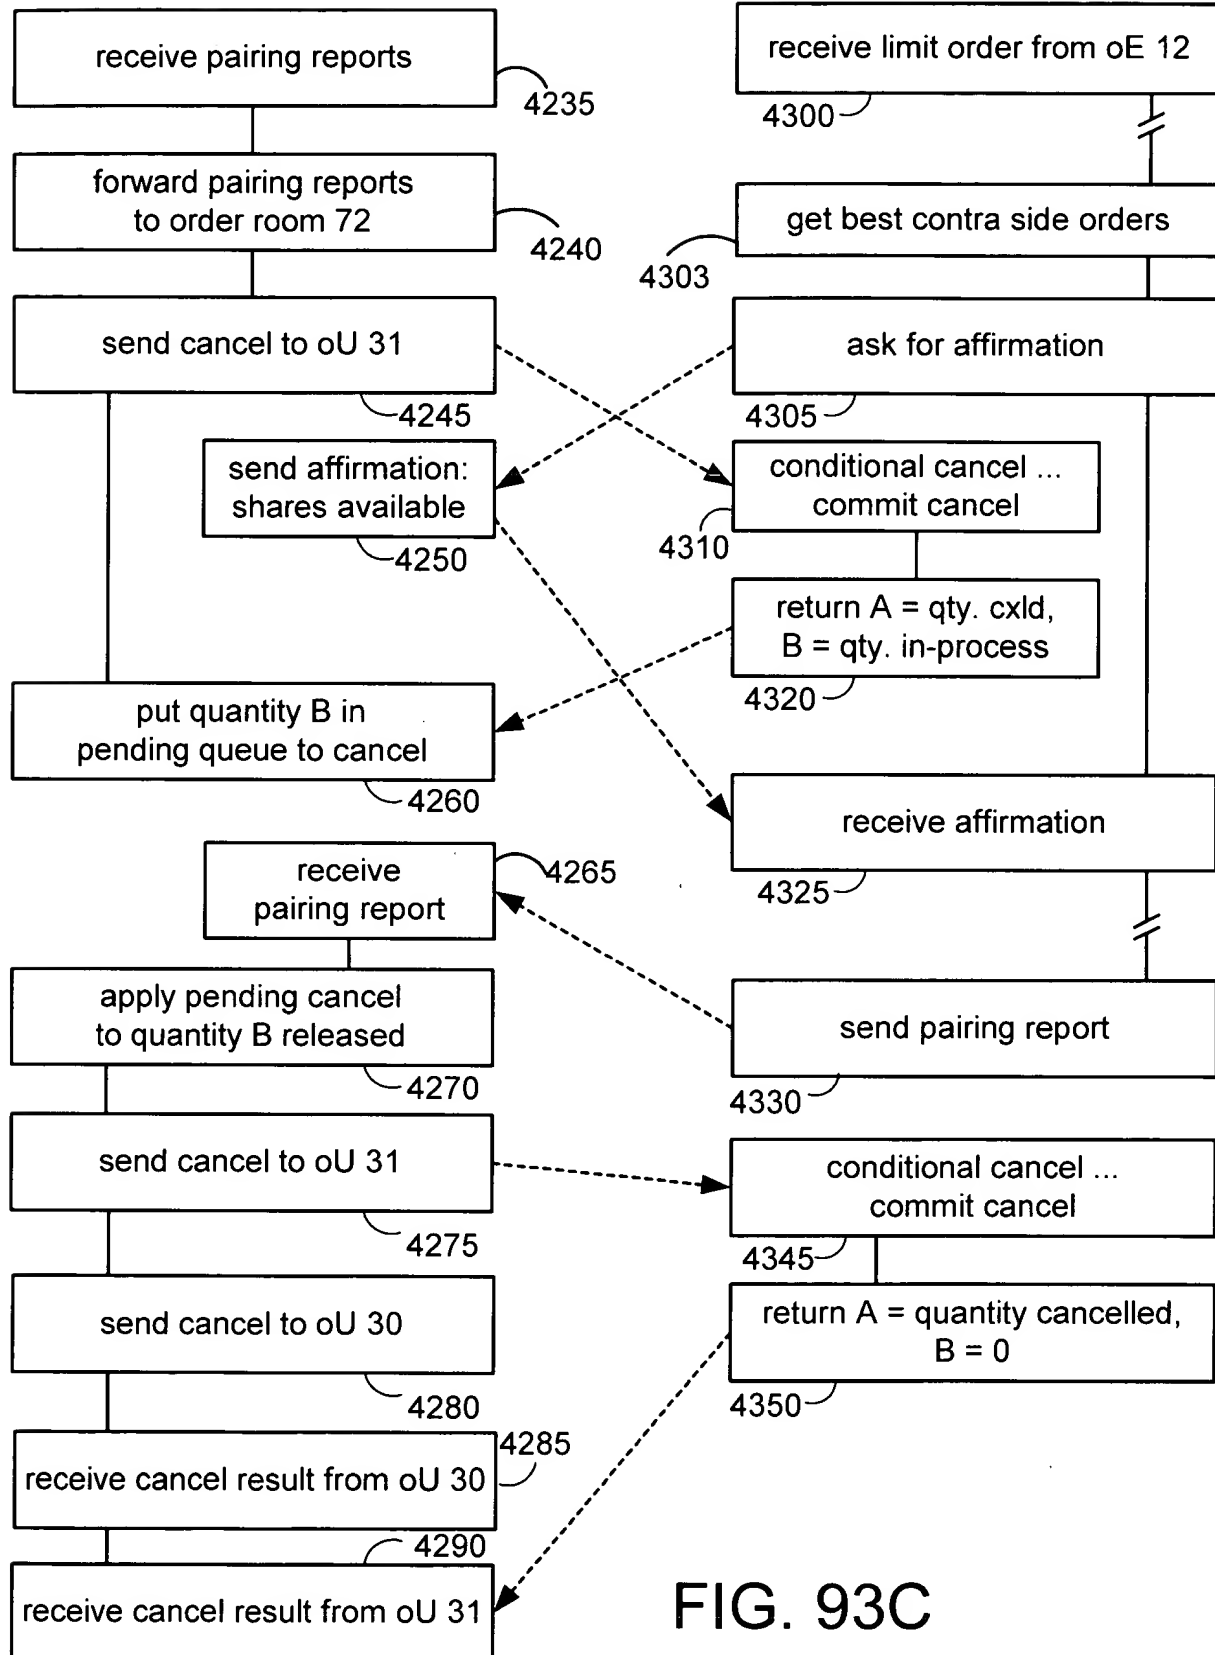 receive pairing reports
4235
forward pairing reports
to order room 72
4240
send cancel to oU 31
4245
send affirmation:
shares available
4250
put quantity B in
pending queue to cancel
4260
receive
pairing report
4265
apply pending cancel
to quantity B released
4270
send cancel to oU 31
4275
send cancel to oU 30
4280
receive cancel result from oU 30
4285
receive cancel result from oU 31
4290
receive limit order from oE 12
4300
get best contra side orders
4303
ask for affirmation
4305
conditional cancel ...
commit cancel
4310
return A = qty. cxld,
B = qty. in-process
4320
receive affirmation
4325
send pairing report
4330
conditional cancel ...
commit cancel
4345
return A = quantity cancelled,
B = 0
4350
FIG. 93C